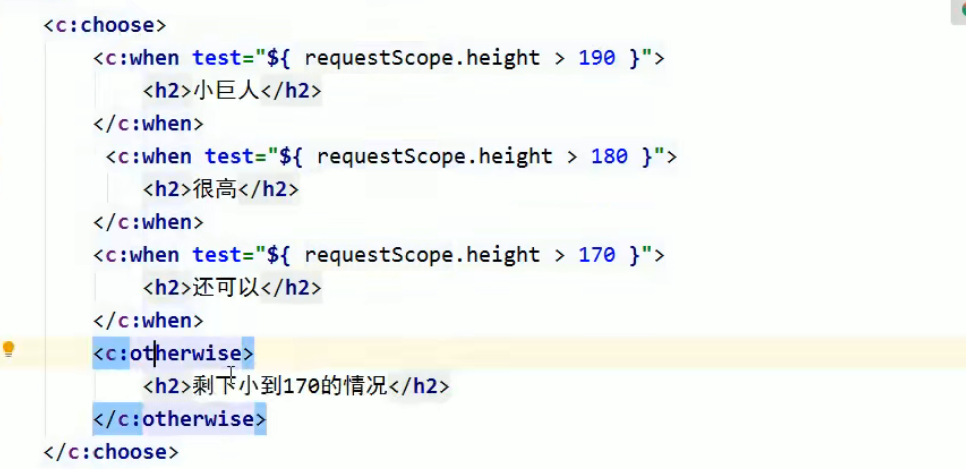 <c:choose>
<c:when test="${ requestScope.height > 190 }">
<h2>小巨人</h2>
</c:when>
<c:when test="${ requestScope.height > 180 }">
<h2>很高</h2>
</c:when>
<c:when test="${ requestScope.height > 170 }">
<h2>还可以</h2>
</c:when>
<c:otherwise>
<h2>剩下小到170的情况</h2>
</c:otherwise>
</c:choose>